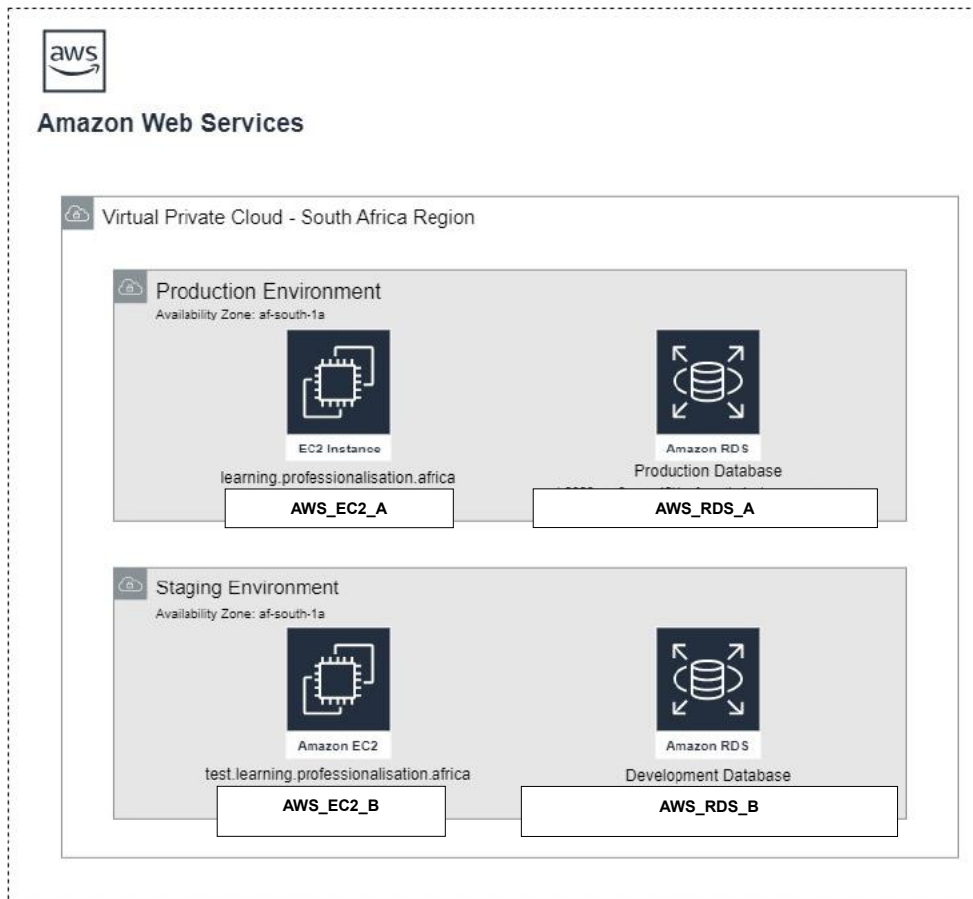 aws
Amazon Web Services
Virtual Private Cloud - South Africa Region
Production Environment
Availability Zone: af-south-1a
EC2 Instance
Amazon RDS
learning.professionalisation.africa
Production Database
AWS_EC2_A
AWS_RDS_A
Staging Environment
Availability Zone: af-south-1a
Amazon EC2
Amazon RDS
test.learning.professionalisation.africa
Development Database
AWS_EC2_B
AWS_RDS_B